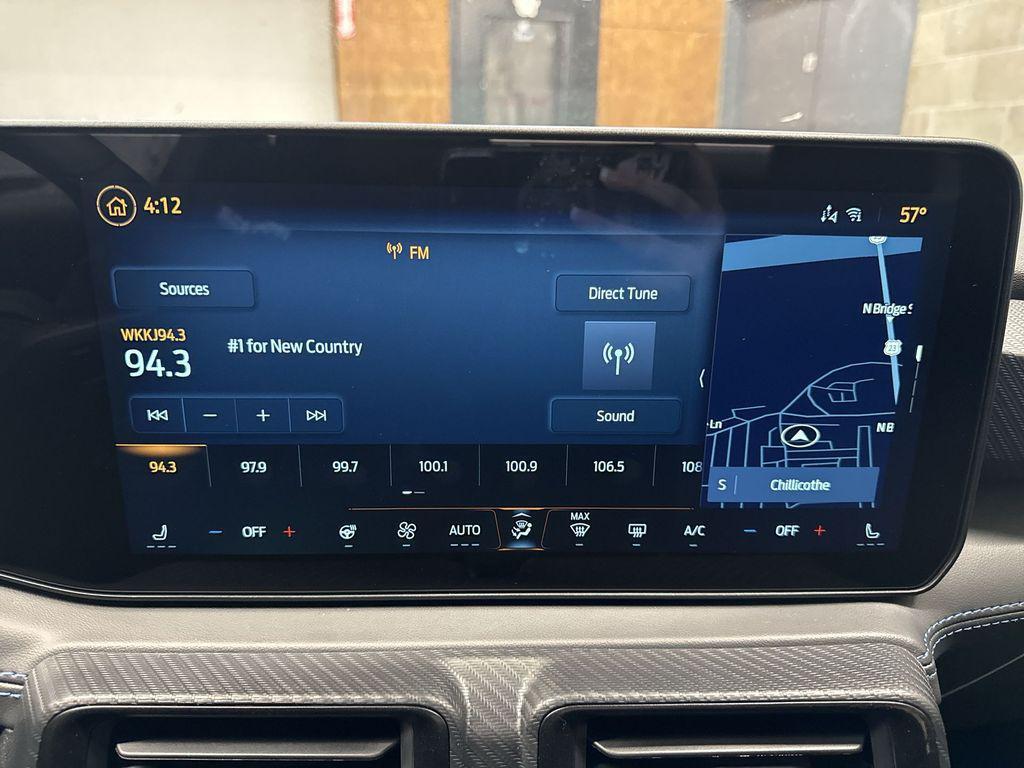 4:12
57°
FM
Sources
Direct Tune
N Bridge S
WKKJ94.3
94.3
#1 for New Country
23
Sound
Ln
N B
94.3 97.9 99.7 100.1 100.9 106.5 108
S Chillicothe
MAX
OFF AUTO A/C OFF